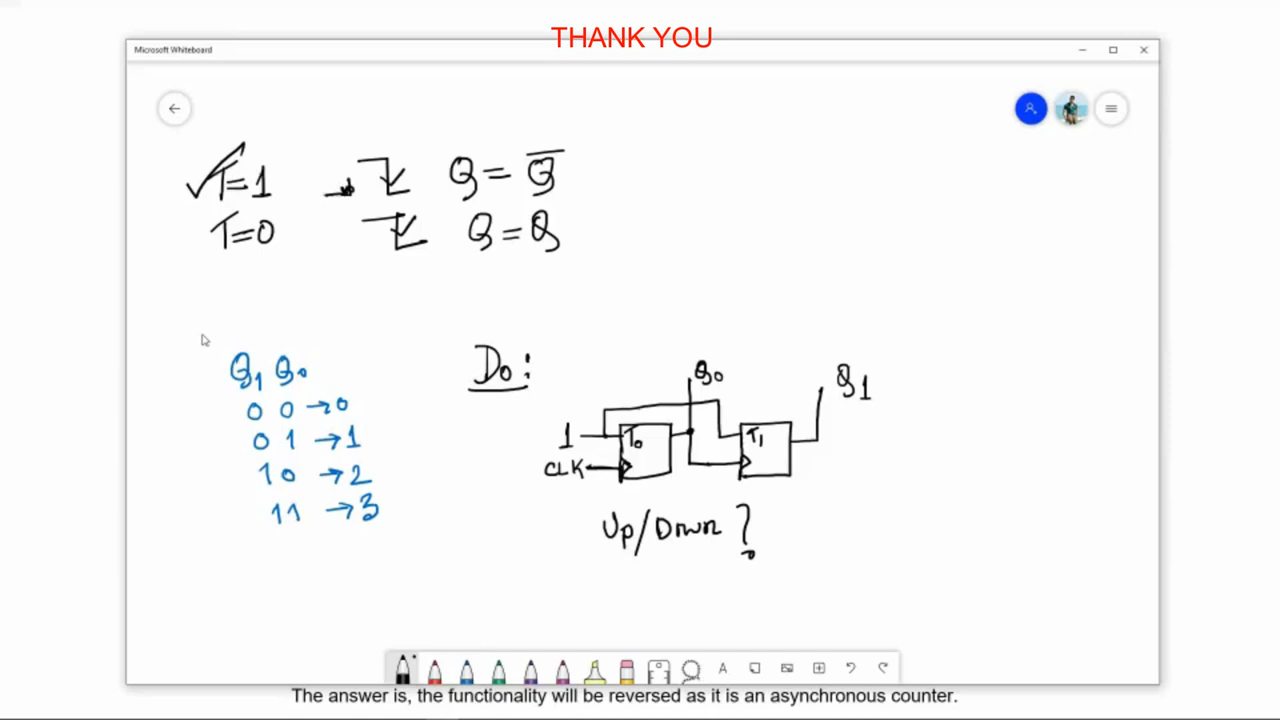 THANK YOU
Microsoft Whiteboard
T=1 Q = Q̅
T=0 Q = Q
Q1 Q0
0 0 → 0
0 1 → 1
1 0 → 2
11 → 3
Do:
Q0
Q1
1 T0 T1
CLK
Up/Down ?
A
The answer is, the functionality will be reversed as it is an asynchronous counter.